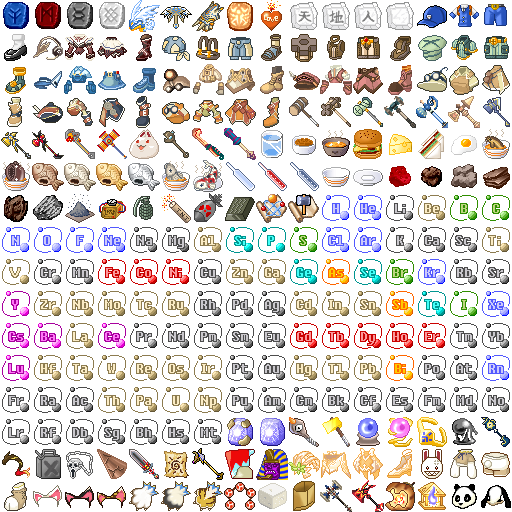 Love 天 地 人
H He Li Be B C
N O F Ne Na Mg Al Si P S Cl Ar K Ca Sc Ti
V Cr Mn Fe Co Ni Cu Zn Ga Ge As Se Br Kr Rb Sr
Y Zr Nb Mo Tc Ru Rh Pd Ag Cd In Sn Sb Te I Xe
Cs Ba La Ce Pr Nd Pm Sm Eu Gd Tb Dy Ho Er Tm Yb
Lu Hf Ta W Re Os Ir Pt Au Hg Tl Pb Bi Po At Rn
Fr Ra Ac Th Pa U Np Pu Am Cm Bk Cf Es Fm Md No
Lr Rf Db Sg Bh Hs Mt